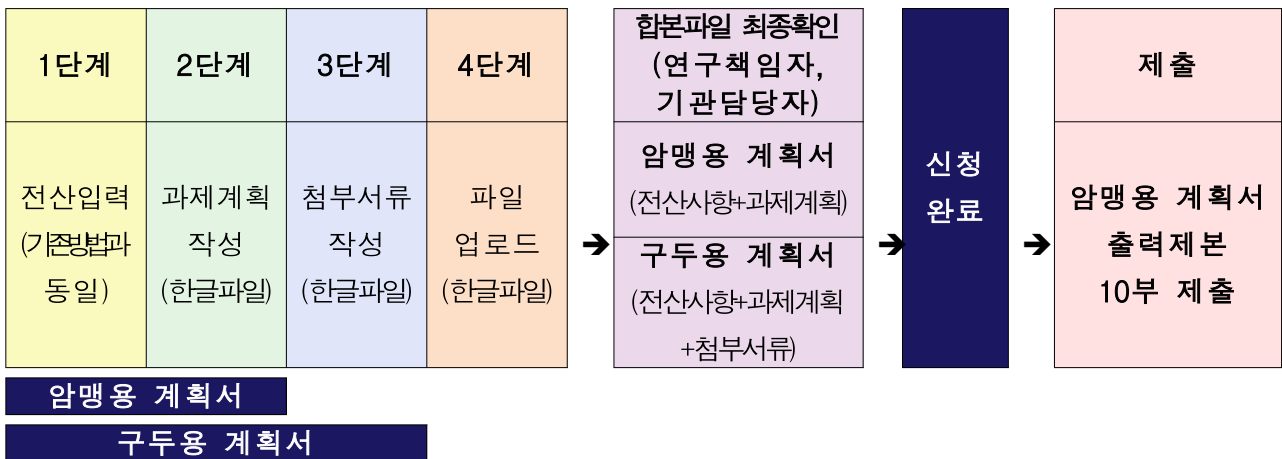 1단계
전산입력
(기존방법과
동일)
2단계
과제계획
작성
(한글파일)
3단계
첨부서류
작성
(한글파일)
4단계
파일
업로드
(한글파일)
합본파일 최종확인
(연구책임자,
기관담당자)
암맹용 계획서
(전산사항+과제계획)
구두용 계획서
(전산사항+과제계획
+첨부서류)
신청
완료
제출
암맹용 계획서
출력제본
10부 제출
암맹용 계획서
구두용 계획서